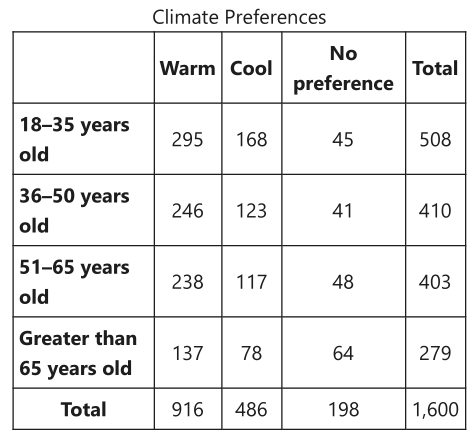 Climate Preferences
Warm Cool No preference Total
18–35 years old 295 168 45 508
36–50 years old 246 123 41 410
51–65 years old 238 117 48 403
Greater than 65 years old 137 78 64 279
Total 916 486 198 1,600